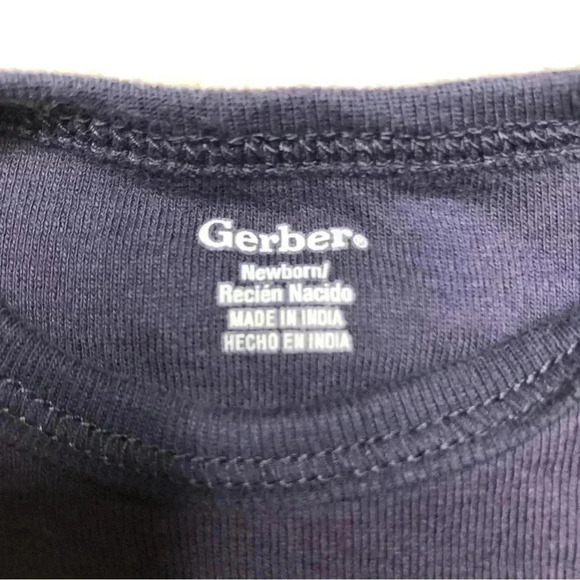 Gerber®
Newborn/
Recién Nacido
MADE IN INDIA
HECHO EN INDIA